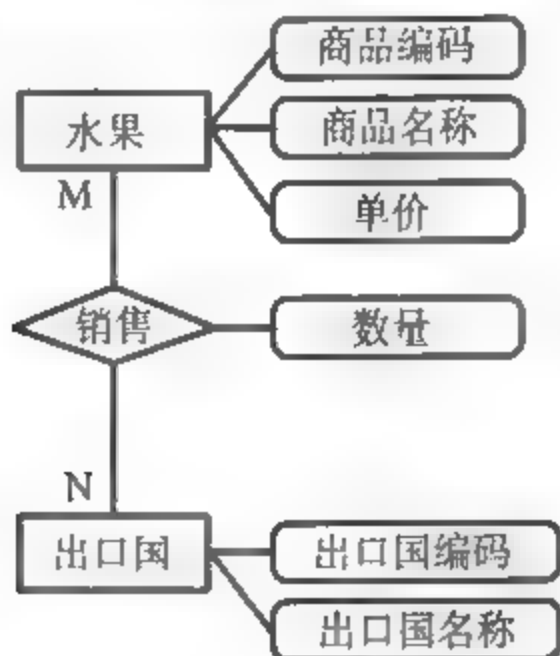 商品编码
水果
商品名称
M
单价
销售
数量
N
出口国
出口国编码
出口国名称